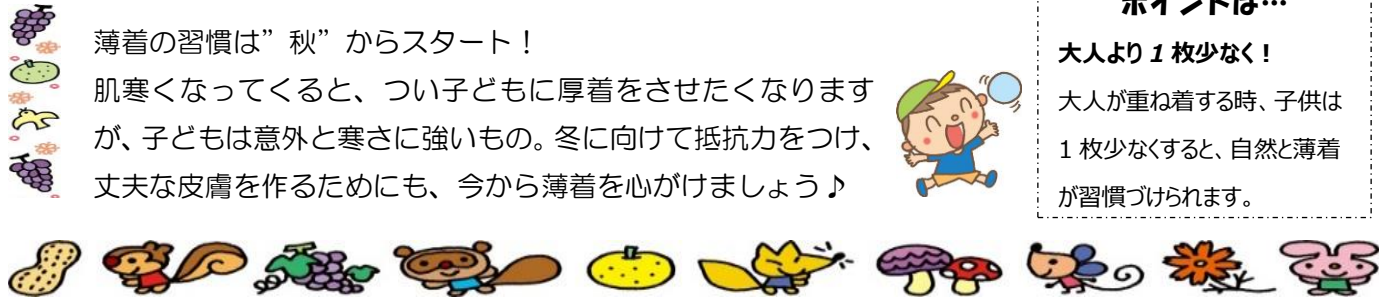 薄着の習慣は”秋”からスタート！
肌寒くなってくると、つい子どもに厚着をさせたくなります
が、子どもは意外と寒さに強いもの。冬に向けて抵抗力をつけ、
丈夫な皮膚を作るためにも、今から薄着を心がけましょう♪
ポイントは…
大人より1枚少なく！
大人が重ね着する時、子供は
1枚少なくすると、自然と薄着
が習慣づけられます。